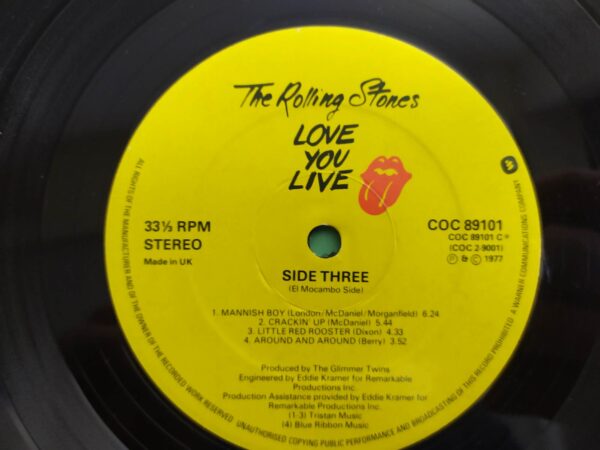 The Rolling Stones
LOVE
YOU
LIVE
33⅓ RPM
STEREO
Made in UK
COC 89101
COC 89101 C*
(COC 2-9001)
Ⓟ & © 1977
SIDE THREE
(El Mocambo Side)
1. MANNISH BOY (London/McDaniel/Morganfield) 6.24
2. CRACKIN' UP (McDaniel) 5.44
3. LITTLE RED ROOSTER (Dixon) 4.33
4. AROUND AND AROUND (Berry) 3.52
Produced by The Glimmer Twins
Engineered by Eddie Kramer for Remarkable
Productions Inc.
Production Assistance provided by Eddie Kramer for
Remarkable Productions Inc.
(1-3) Tristan Music
(4) Blue Ribbon Music
ALL RIGHTS OF THE MANUFACTURER AND OF THE OWNER OF THE RECORDED WORK RESERVED UNAUTHORISED COPYING PUBLIC PERFORMANCE AND BROADCASTING OF THIS RECORD PROHIBITED A WARNER COMMUNICATIONS COMPANY